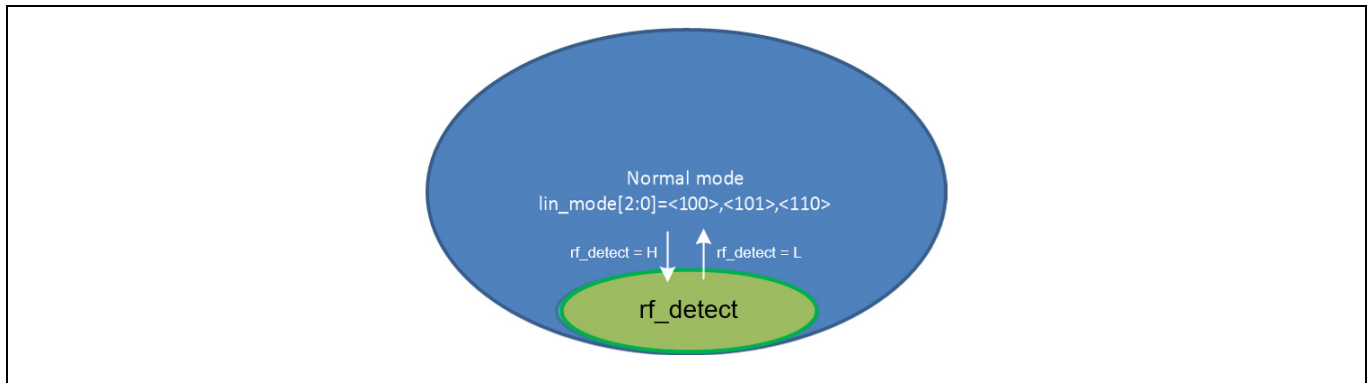 Normal mode
lin_mode[2:0]=<100>,<101>,<110>
rf_detect = H
rf_detect = L
rf_detect